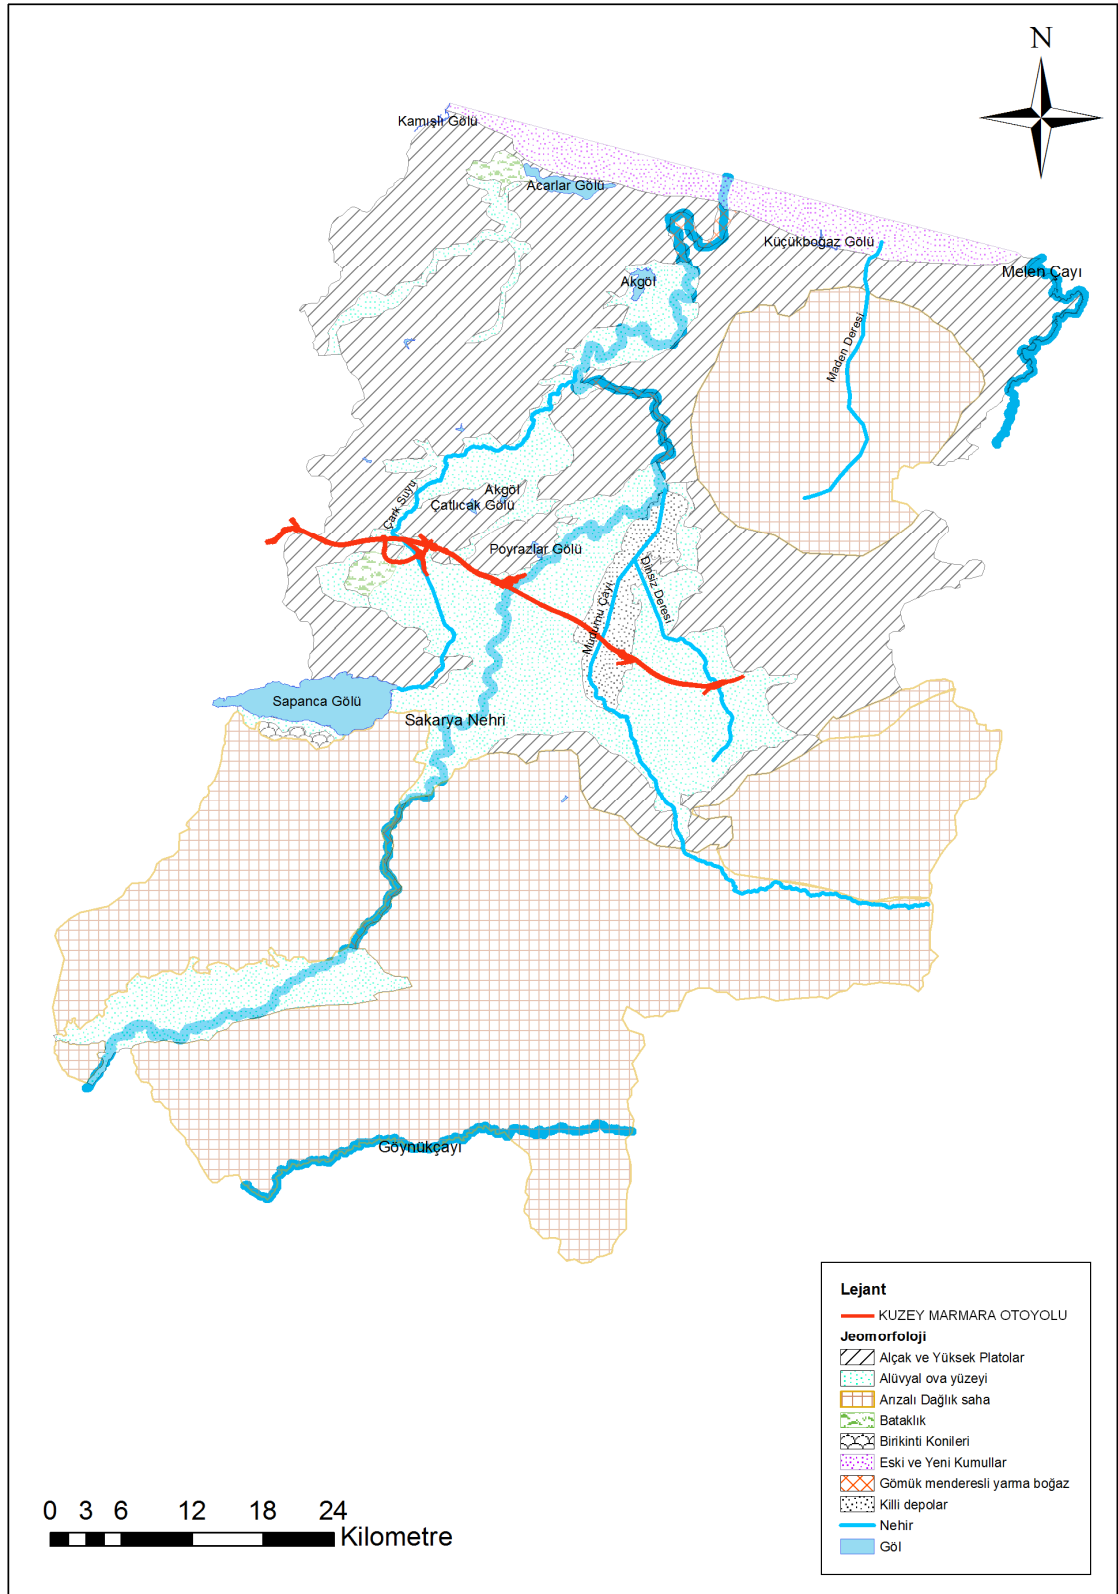 N
Kamışlı Gölü
Acarlar Gölü
Küçükboğaz Gölü
Melen Çayı
Akgöl
Maden Deresi
Akgöl
Çatlıcak Gölü
Çark Suyu
Poyrazlar Gölü
Dinsiz Deresi
Mudurnu Çayı
Sapanca Gölü
Sakarya Nehri
Göynükçayı
Lejant
KUZEY MARMARA OTOYOLU
Jeomorfoloji
Alçak ve Yüksek Platolar
Alüvyal ova yüzeyi
Arızalı Dağlık saha
Bataklık
Birikinti Konileri
Eski ve Yeni Kumullar
Gömük menderesli yarma boğaz
Killi depolar
Nehir
Göl
0 3 6 12 18 24
Kilometre